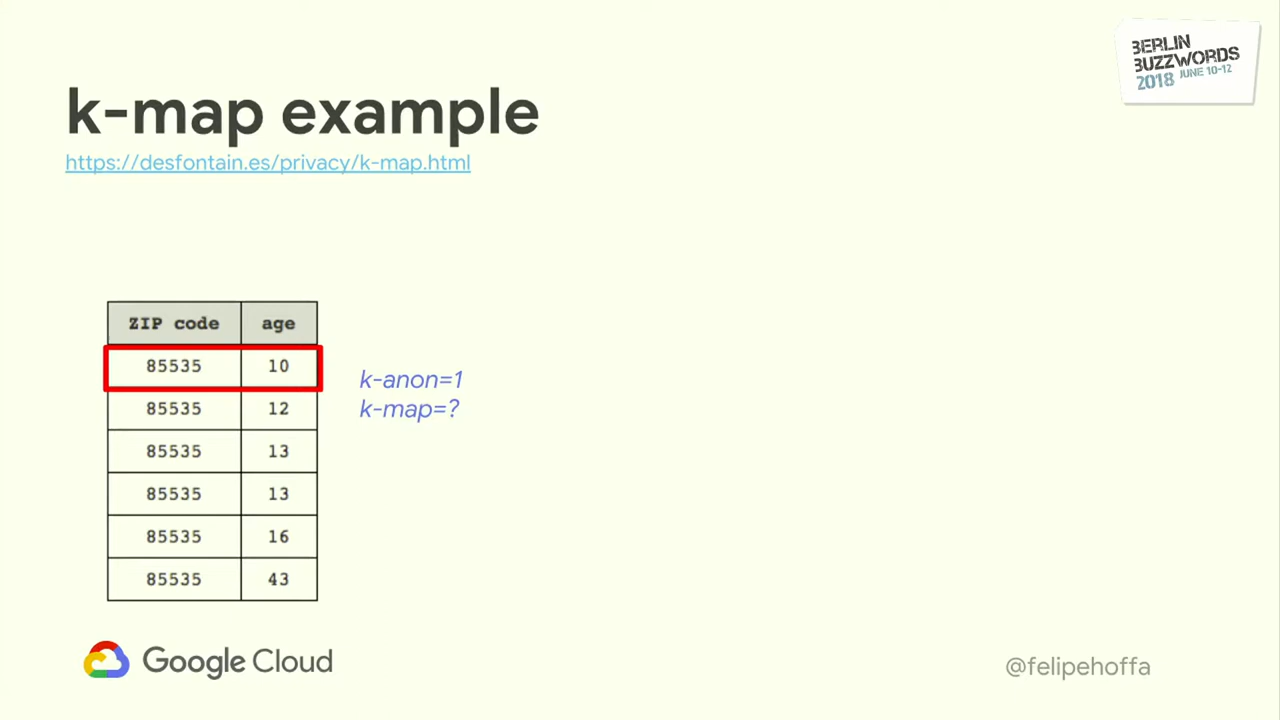 BERLIN
BUZZWORDS
2018 JUNE 10-12
k-map example
https://desfontain.es/privacy/k-map.html
ZIP code age
85535 10
85535 12
85535 13
85535 13
85535 16
85535 43
k-anon=1
k-map=?
Google Cloud
@felipehoffa